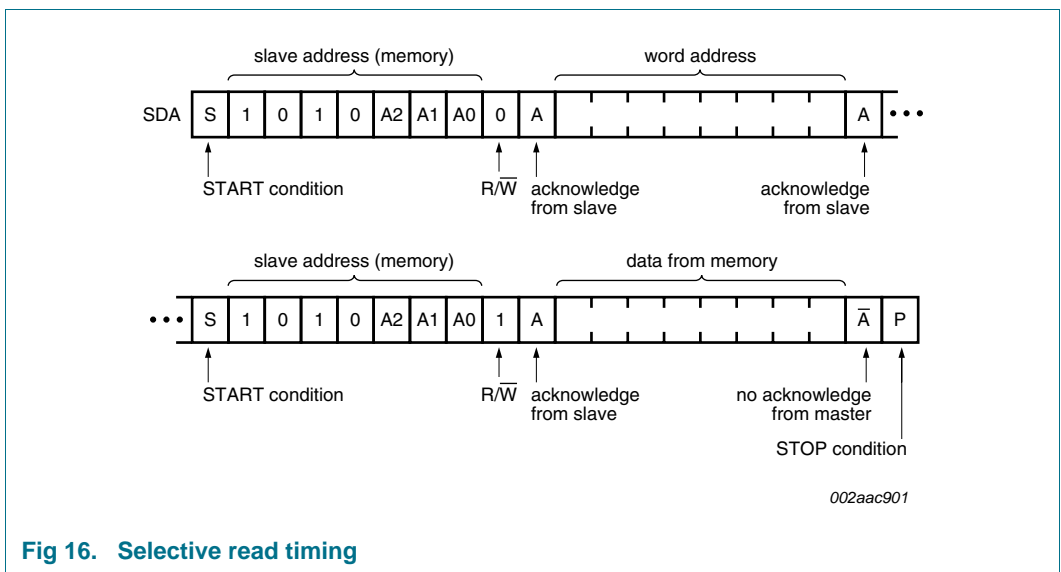 slave address (memory) word address
SDA S 1 0 1 0 A2 A1 A0 0 A A •••
START condition R/W̅ acknowledge from slave acknowledge from slave
slave address (memory) data from memory
••• S 1 0 1 0 A2 A1 A0 1 A A̅ P
START condition R/W̅ acknowledge from slave no acknowledge from master
STOP condition
002aac901
Fig 16. Selective read timing